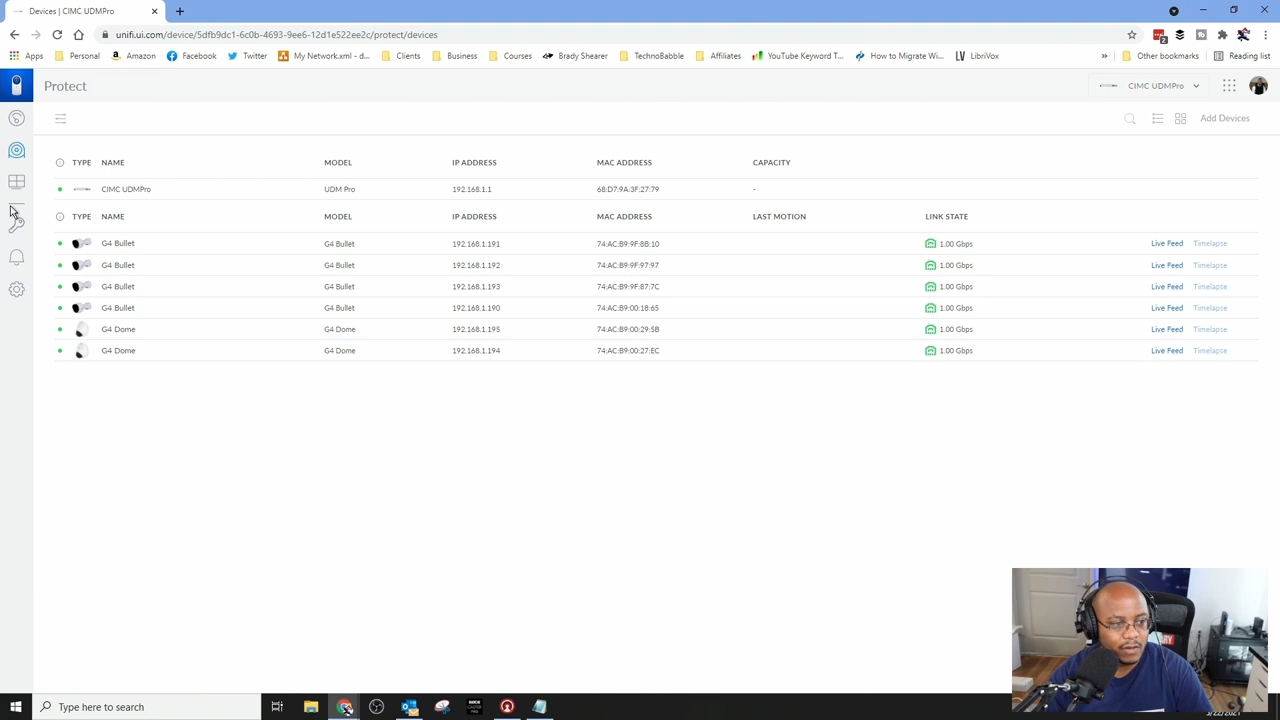 Devices | CIMC UDMPro
unifi.ui.com/device/5dfb9dc1-6c0b-4693-9ee6-12d1e522ee2c/protect/devices
Apps Personal Amazon Facebook Twitter My Network.xml - d... Clients Business Courses Brady Shearer TechnoBabble Affiliates YouTube Keyword T... How to Migrate Wi... LV LibriVox » Other bookmarks Reading list
Protect CIMC UDMPro
Add Devices
TYPE NAME MODEL IP ADDRESS MAC ADDRESS CAPACITY
CIMC UDMPro UDM Pro 192.168.1.1 68:D7:9A:3F:27:79 -
TYPE NAME MODEL IP ADDRESS MAC ADDRESS LAST MOTION LINK STATE
G4 Bullet G4 Bullet 192.168.1.191 74:AC:B9:9F:8B:10 1.00 Gbps Live Feed Timelapse
G4 Bullet G4 Bullet 192.168.1.192 74:AC:B9:9F:97:97 1.00 Gbps Live Feed Timelapse
G4 Bullet G4 Bullet 192.168.1.193 74:AC:B9:9F:87:7C 1.00 Gbps Live Feed Timelapse
G4 Bullet G4 Bullet 192.168.1.190 74:AC:B9:00:18:65 1.00 Gbps Live Feed Timelapse
G4 Dome G4 Dome 192.168.1.195 74:AC:B9:00:29:5B 1.00 Gbps Live Feed Timelapse
G4 Dome G4 Dome 192.168.1.194 74:AC:B9:00:27:EC 1.00 Gbps Live Feed Timelapse
Type here to search